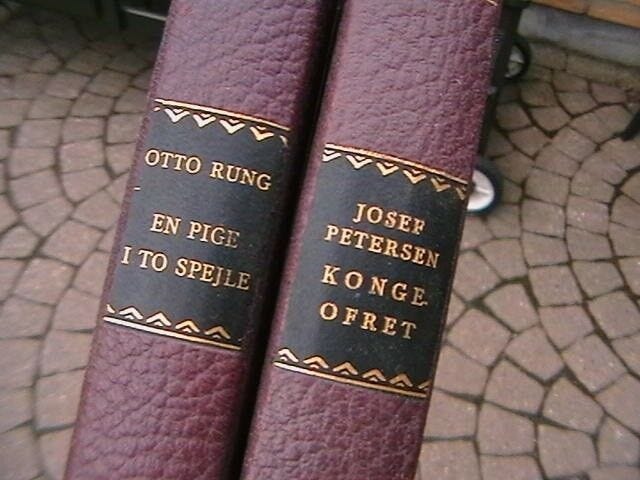 OTTO RUNG
EN PIGE
I TO SPEJLE
JOSEF
PETERSEN
KONGE-
OFRET